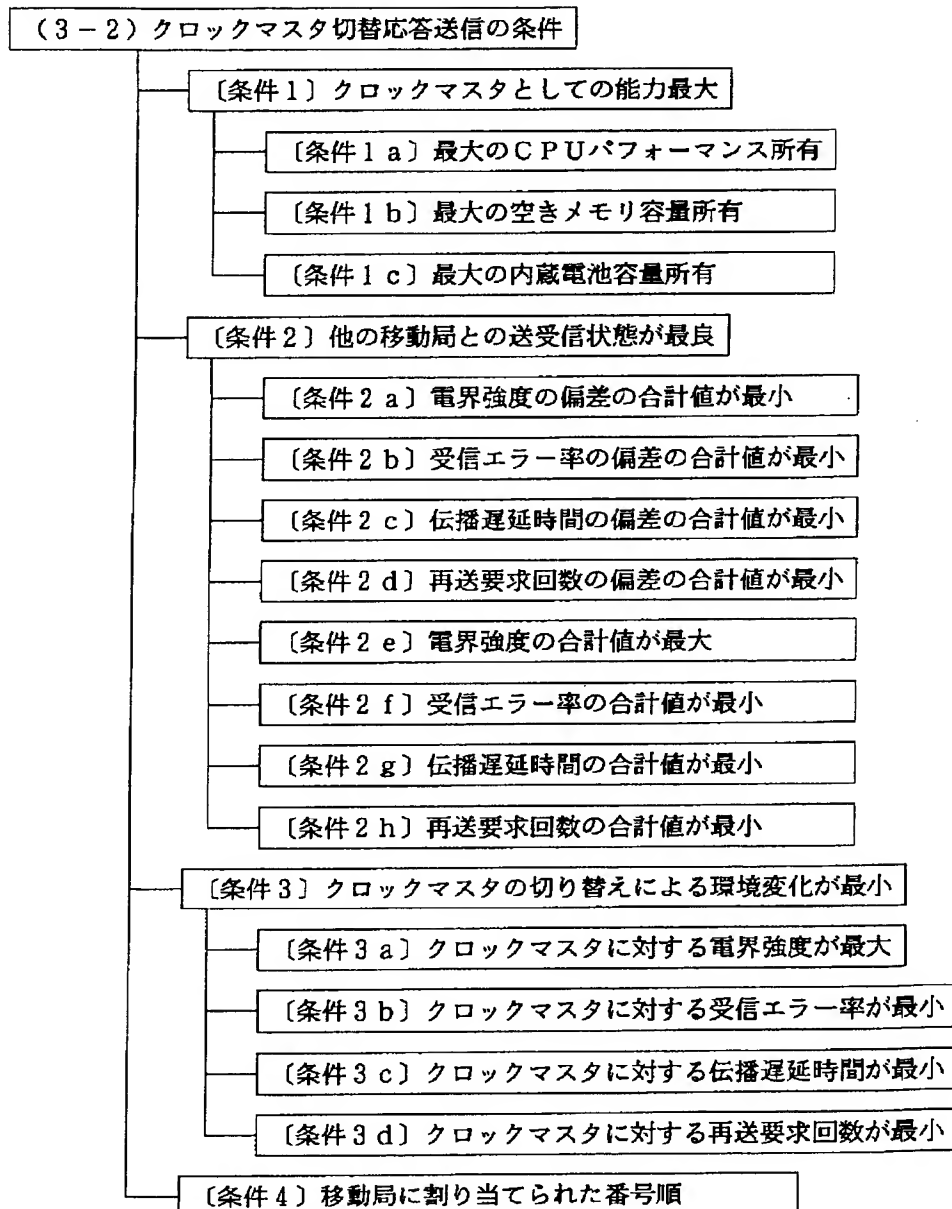 (3-2)クロックマスタ切替応答送信の条件
〔条件1〕クロックマスタとしての能力最大
〔条件1a〕最大のCPUパフォーマンス所有
〔条件1b〕最大の空きメモリ容量所有
〔条件1c〕最大の内蔵電池容量所有
〔条件2〕他の移動局との送受信状態が最良
〔条件2a〕電界強度の偏差の合計値が最小
〔条件2b〕受信エラー率の偏差の合計値が最小
〔条件2c〕伝播遅延時間の偏差の合計値が最小
〔条件2d〕再送要求回数の偏差の合計値が最小
〔条件2e〕電界強度の合計値が最大
〔条件2f〕受信エラー率の合計値が最小
〔条件2g〕伝播遅延時間の合計値が最小
〔条件2h〕再送要求回数の合計値が最小
〔条件3〕クロックマスタの切り替えによる環境変化が最小
〔条件3a〕クロックマスタに対する電界強度が最大
〔条件3b〕クロックマスタに対する受信エラー率が最小
〔条件3c〕クロックマスタに対する伝播遅延時間が最小
〔条件3d〕クロックマスタに対する再送要求回数が最小
〔条件4〕移動局に割り当てられた番号順